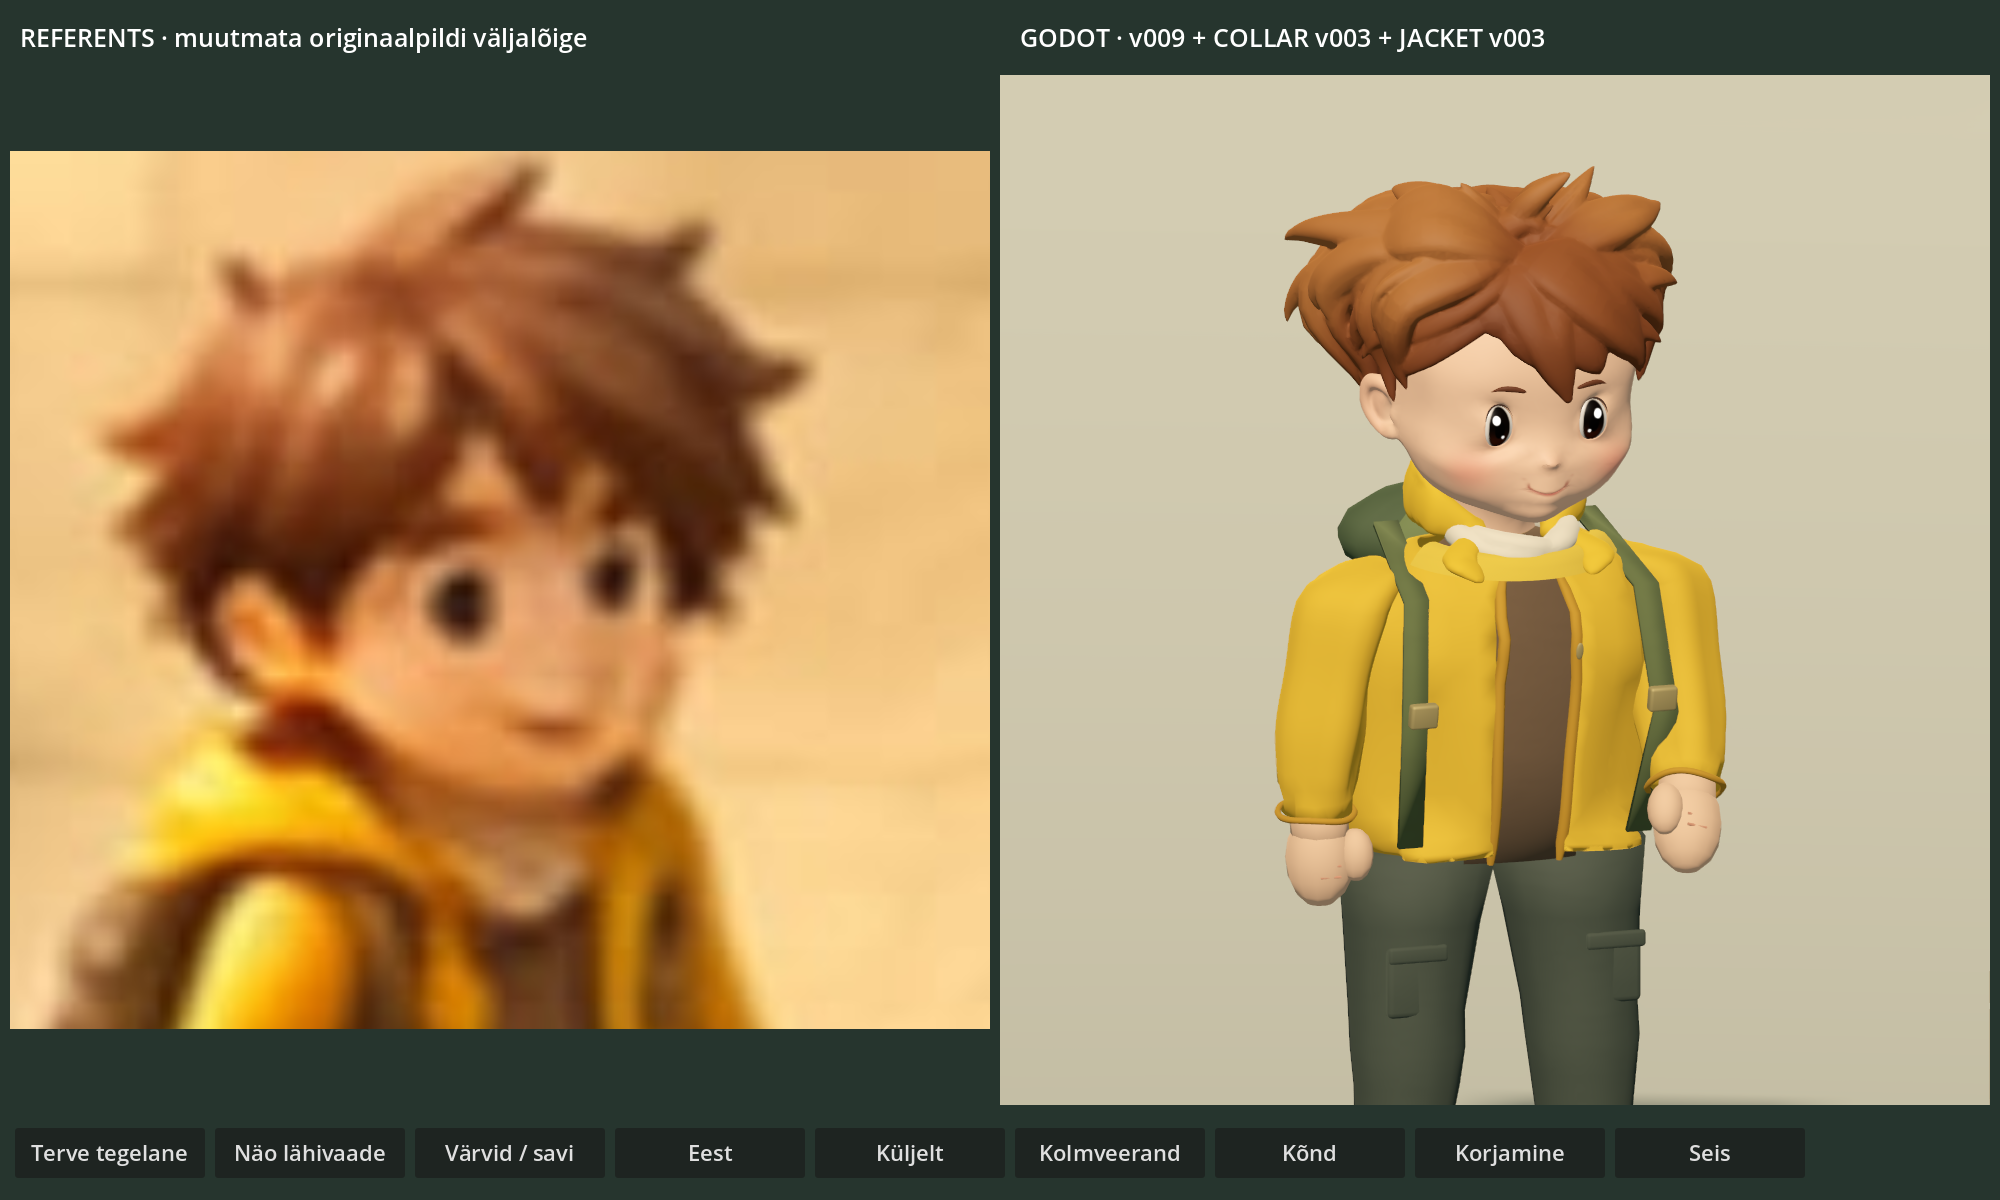 REFERENTS · muutmata originaalpildi väljalõige
GODOT · v009 + COLLAR v003 + JACKET v003
Terve tegelane
Näo lähivaade
Värvid / savi
Eest
Küljelt
Kolmveerand
Kõnd
Korjamine
Seis